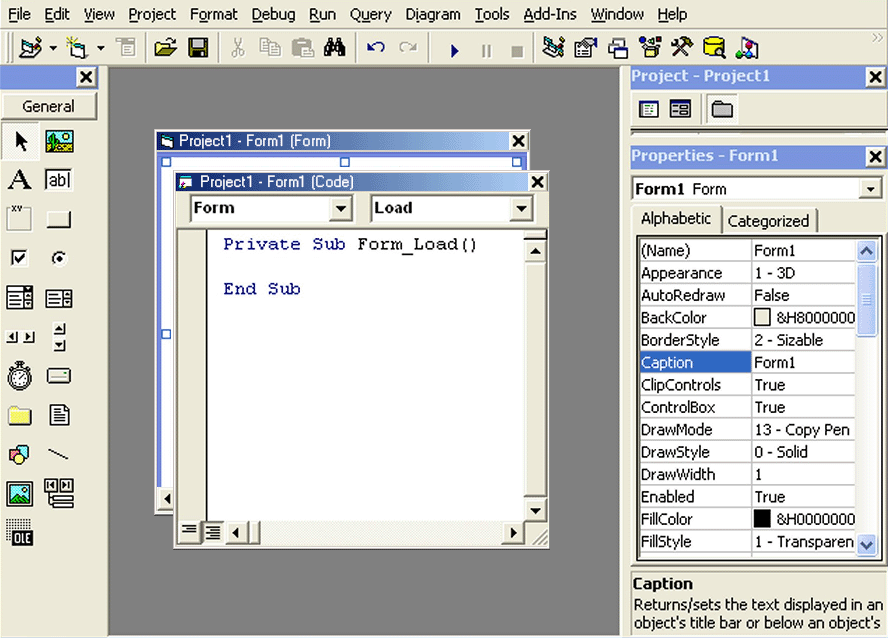 File Edit View Project Format Debug Run Query Diagram Tools Add-Ins Window Help
General
A
ab
xy
OLE
Project1 - Form1 (Form)
Project1 - Form1 (Code)
Form Load
Private Sub Form_Load()
End Sub
Project - Project1
Properties - Form1
Form1 Form
Alphabetic Categorized
(Name) Form1
Appearance 1 - 3D
AutoRedraw False
BackColor &H8000000
BorderStyle 2 - Sizable
Caption Form1
ClipControls True
ControlBox True
DrawMode 13 - Copy Pen
DrawStyle 0 - Solid
DrawWidth 1
Enabled True
FillColor &H0000000
FillStyle 1 - Transparen
Caption
Returns/sets the text displayed in an
object's title bar or below an object's